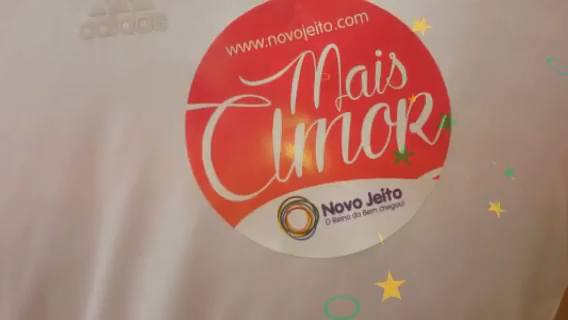 adidas
www.novojeito.com
Mais
Amor
Novo Jeito
O Reino do Bem chegou!